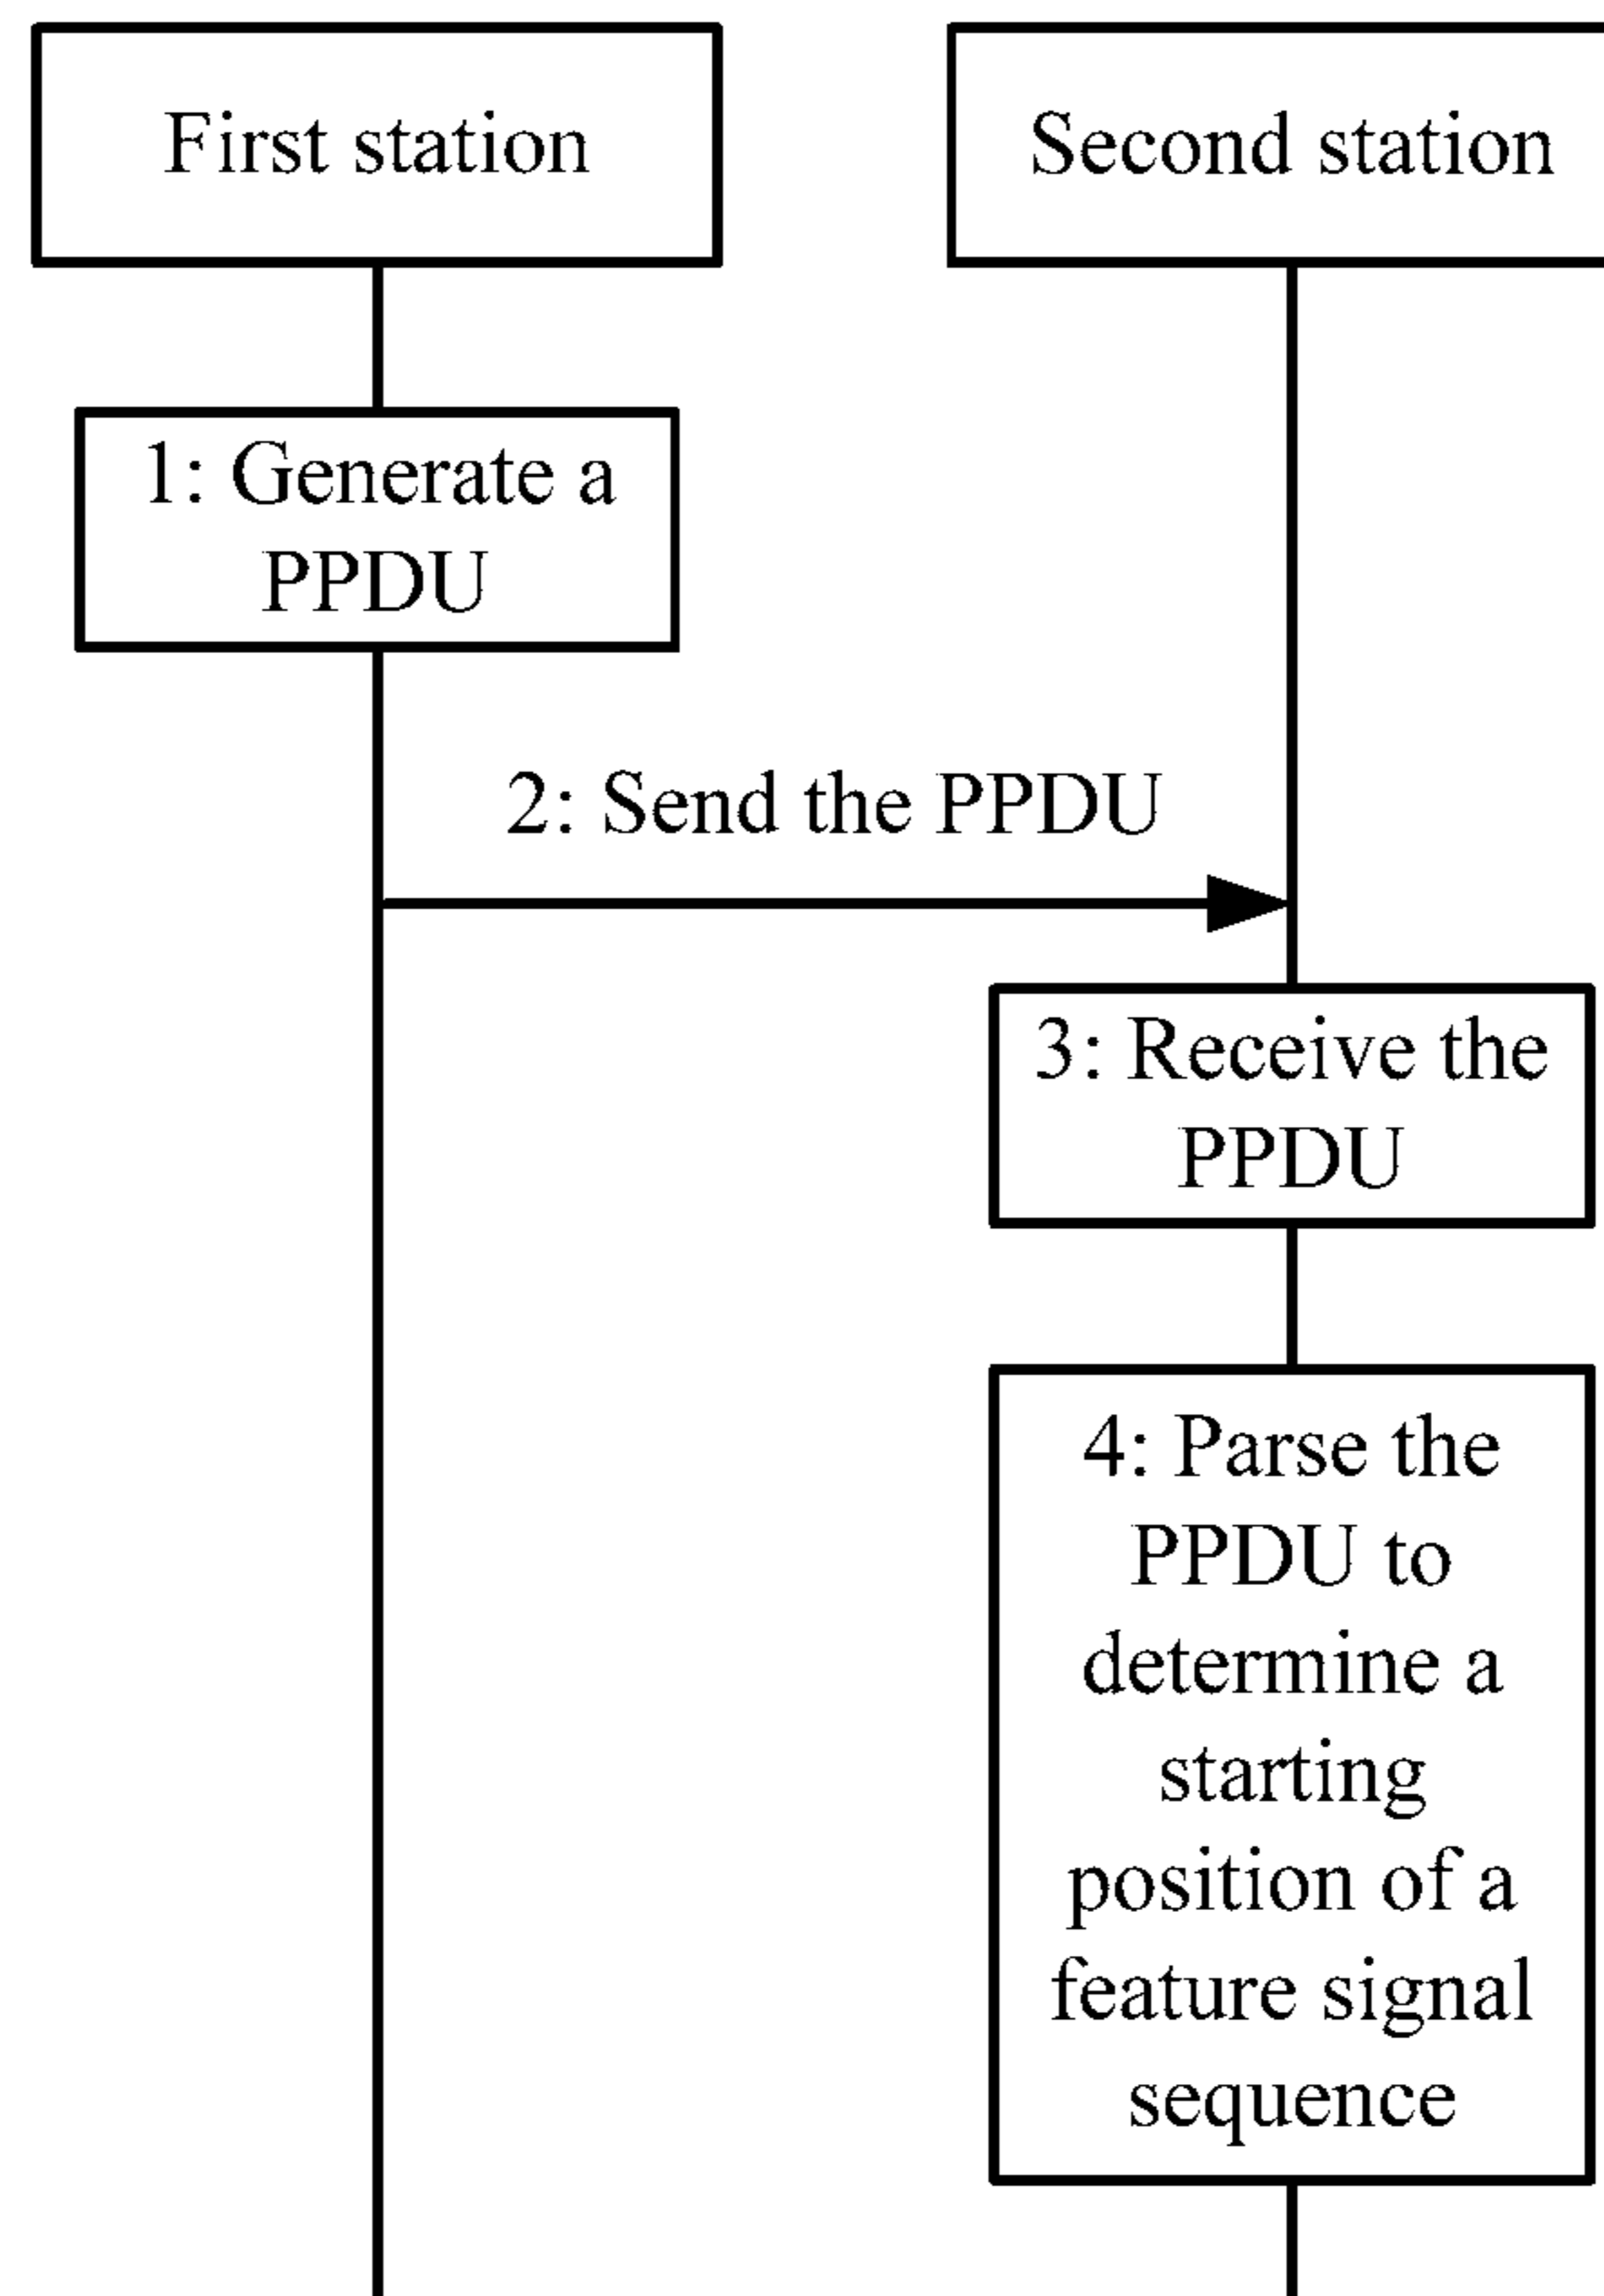 First station
Second station
1: Generate a
PPDU
2: Send the PPDU
3: Receive the
PPDU
4: Parse the
PPDU to
determine a
starting
position of a
feature signal
sequence